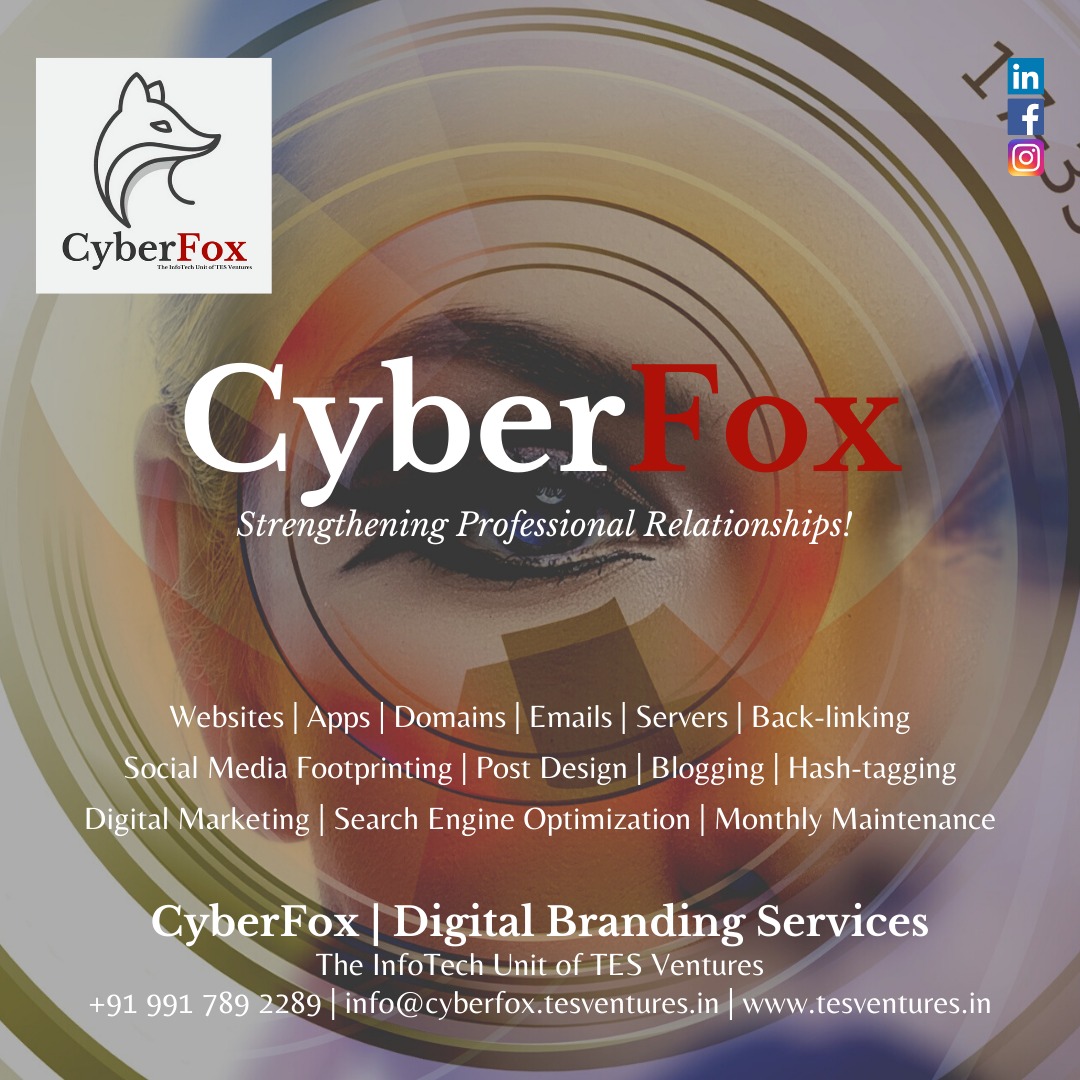 CyberFox
The InfoTech Unit of TES Ventures
in
f
CyberFox
Strengthening Professional Relationships!
Websites | Apps | Domains | Emails | Servers | Back-linking
Social Media Footprinting | Post Design | Blogging | Hash-tagging
Digital Marketing | Search Engine Optimization | Monthly Maintenance
CyberFox | Digital Branding Services
The InfoTech Unit of TES Ventures
+91 991 789 2289 | info@cyberfox.tesventures.in | www.tesventures.in